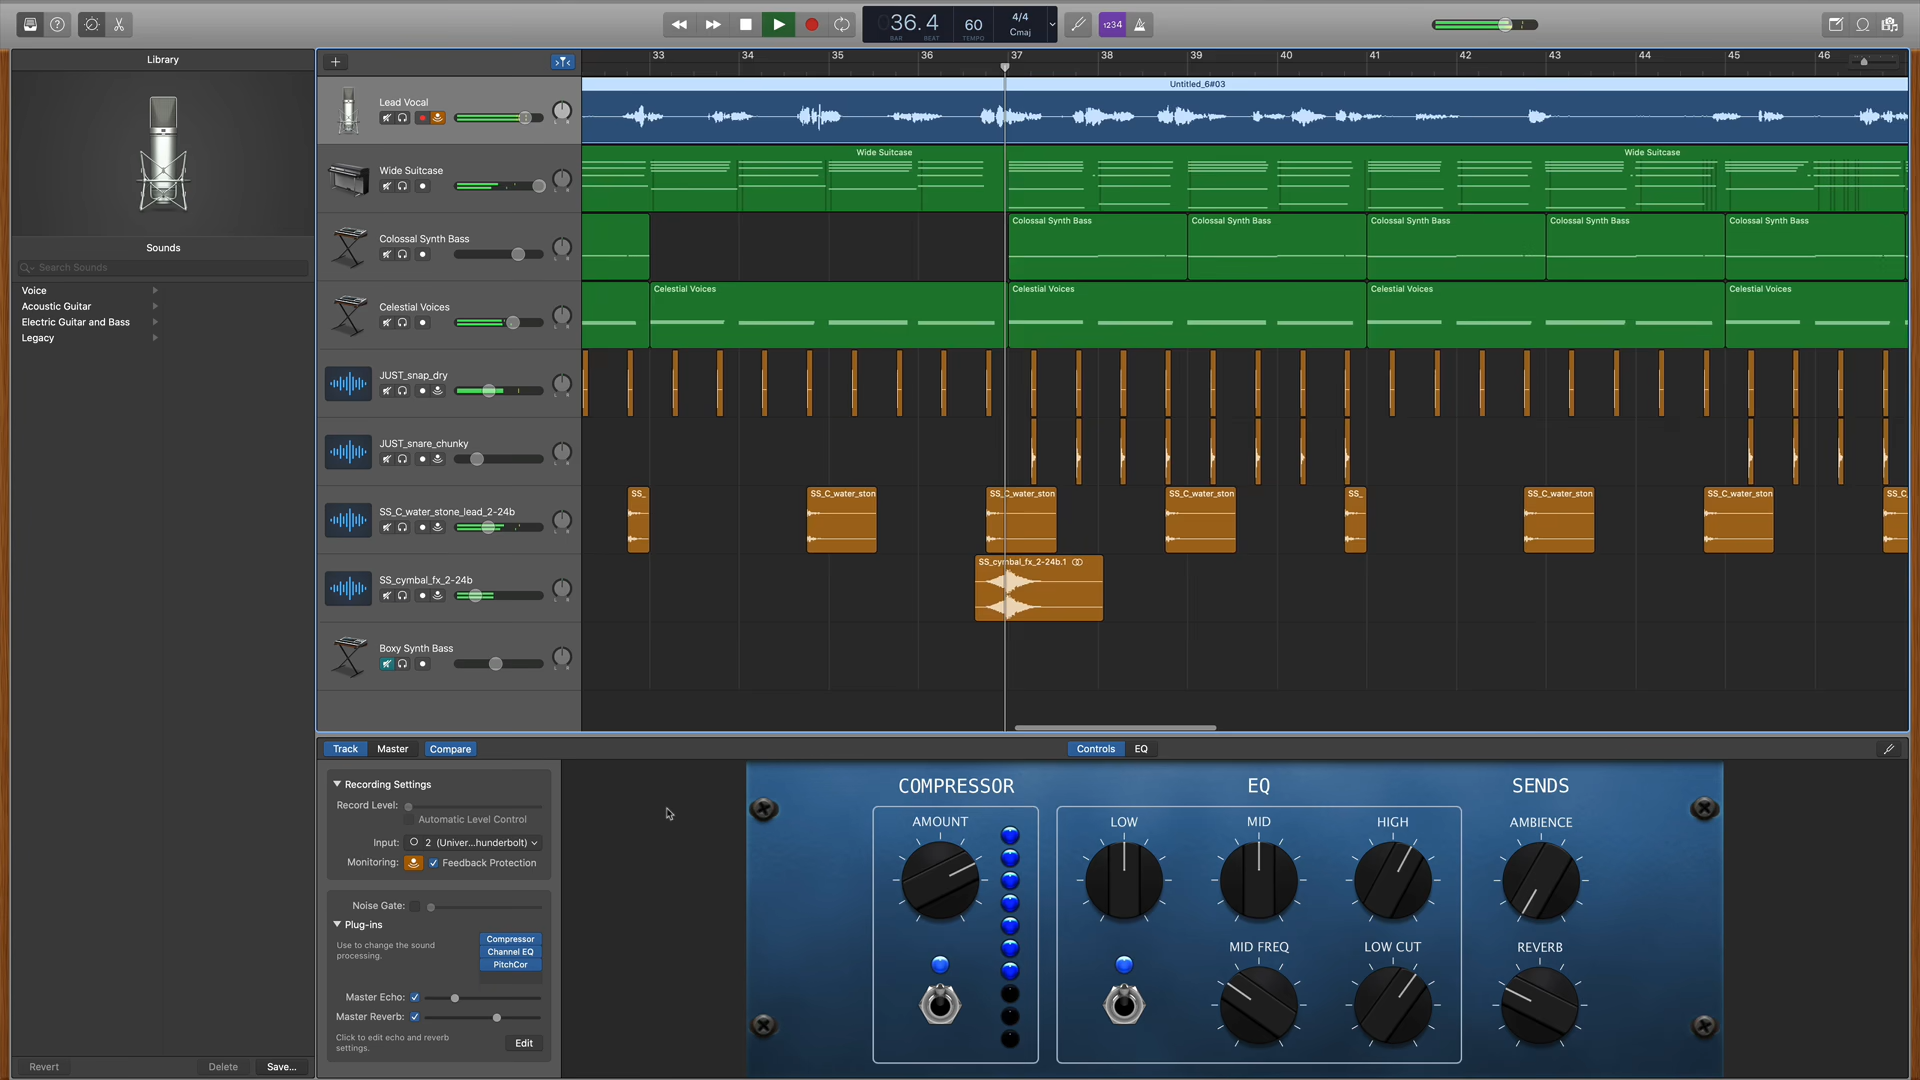 36.4
BAR BEAT
60
TEMPO
4/4
Cmaj
1234
Library
Sounds
Search Sounds
Voice
Acoustic Guitar
Electric Guitar and Bass
Legacy
Revert
Delete
Save...
33 34 35 36 37 38 39 40 41 42 43 44 45 46
Lead Vocal
L R
Untitled_6#03
Wide Suitcase
L R
Wide Suitcase
Wide Suitcase
Colossal Synth Bass
L R
Colossal Synth Bass
Colossal Synth Bass
Colossal Synth Bass
Colossal Synth Bass
Colossal Synth Bass
Celestial Voices
L R
Celestial Voices
Celestial Voices
Celestial Voices
Celestial Voices
JUST_snap_dry
L R
JUST_snare_chunky
L R
SS_C_water_stone_lead_2-24b
L R
SS_
SS_C_water_ston
SS_C_water_ston
SS_C_water_ston
SS_
SS_C_water_ston
SS_C_water_ston
SS_C_
SS_cymbal_fx_2-24b
L R
SS_cymbal_fx_2-24b.1
Boxy Synth Bass
L R
Track
Master
Compare
Controls
EQ
Recording Settings
Record Level:
Automatic Level Control
Input:
2 (Univer...hunderbolt)
Monitoring:
Feedback Protection
Noise Gate:
Plug-ins
Use to change the sound
processing.
Compressor
Channel EQ
PitchCor
Master Echo:
Master Reverb:
Click to edit echo and reverb
settings.
Edit
COMPRESSOR
AMOUNT
EQ
LOW
MID
HIGH
MID FREQ
LOW CUT
SENDS
AMBIENCE
REVERB